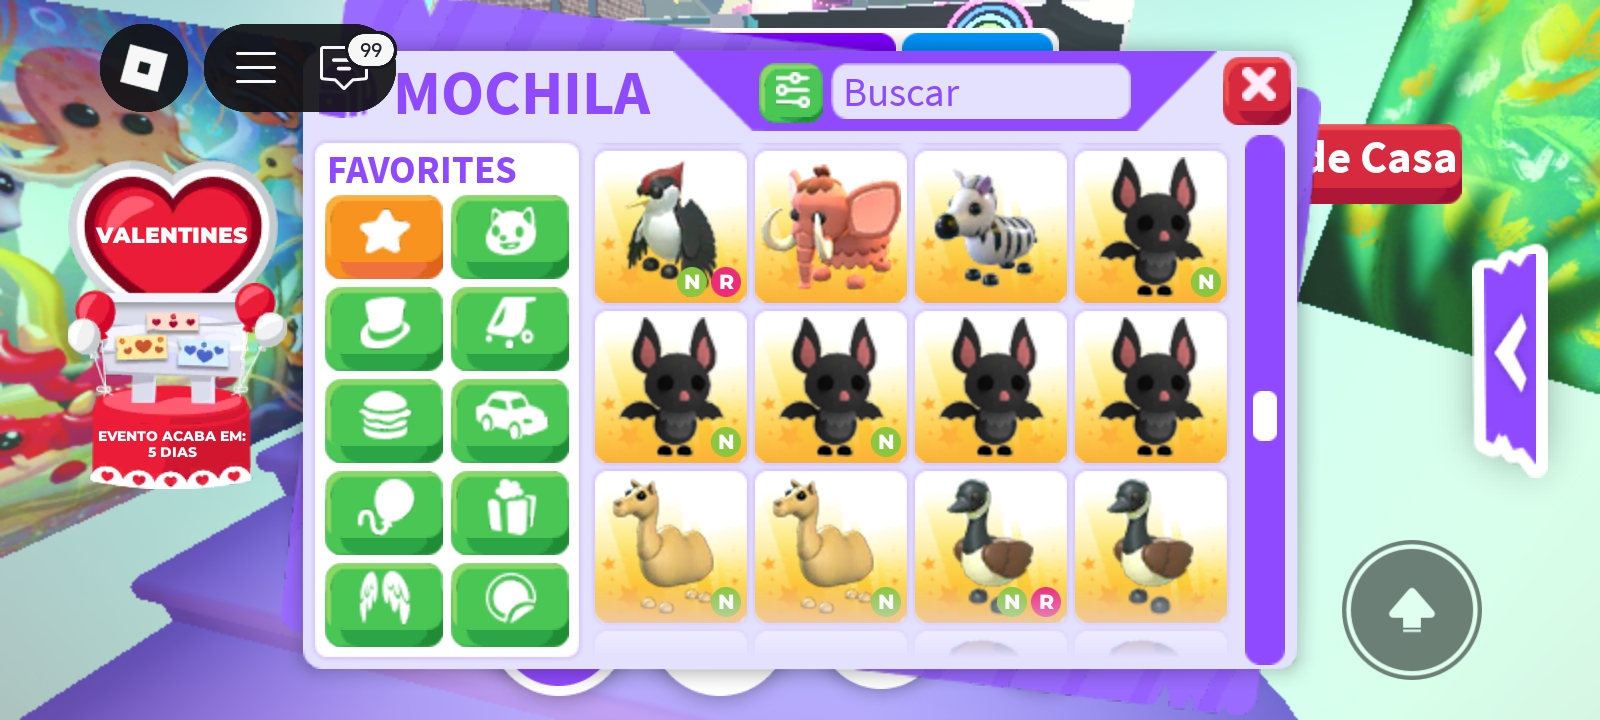 99
MOCHILA
Buscar
FAVORITES
de Casa
VALENTINES
EVENTO ACABA EM:
5 DIAS
N R
N
N
N
N
N
N R